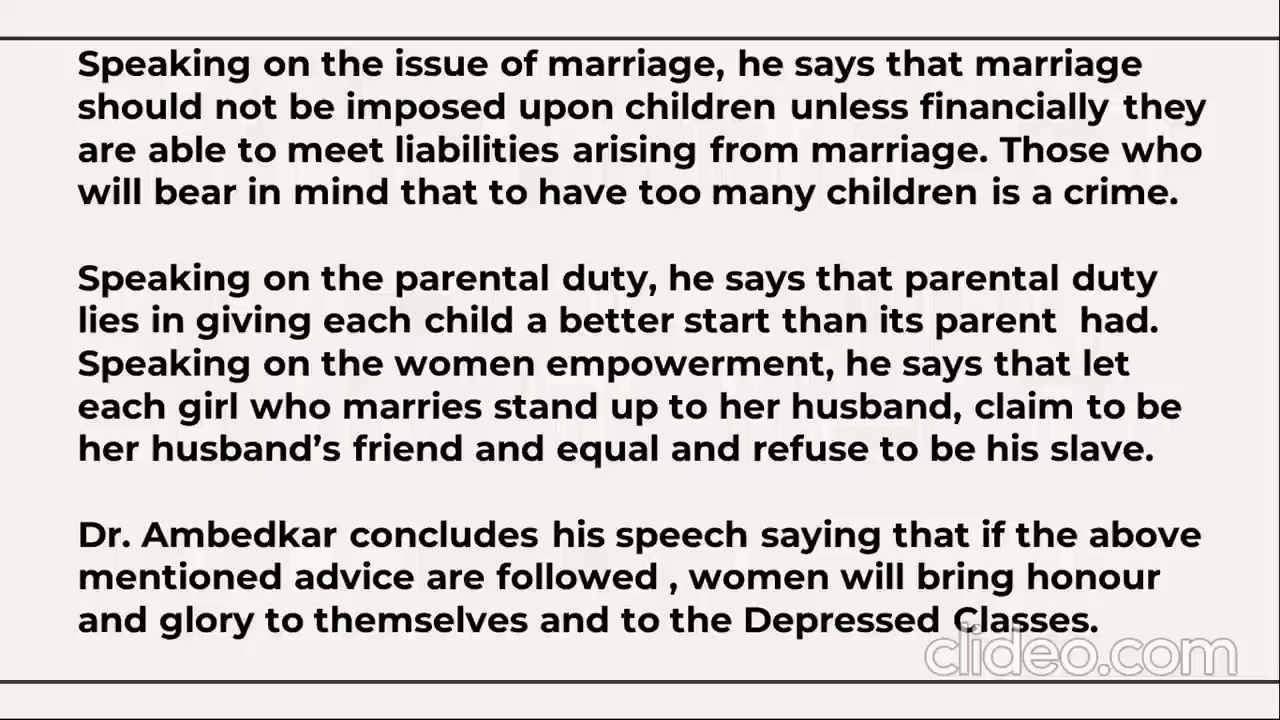 Speaking on the issue of marriage, he says that marriage
should not be imposed upon children unless financially they
are able to meet liabilities arising from marriage. Those who
will bear in mind that to have too many children is a crime.
Speaking on the parental duty, he says that parental duty
lies in giving each child a better start than its parent  had.
Speaking on the women empowerment, he says that let
each girl who marries stand up to her husband, claim to be
her husband’s friend and equal and refuse to be his slave.
Dr. Ambedkar concludes his speech saying that if the above
mentioned advice are followed , women will bring honour
and glory to themselves and to the Depressed Classes.
clideo.com